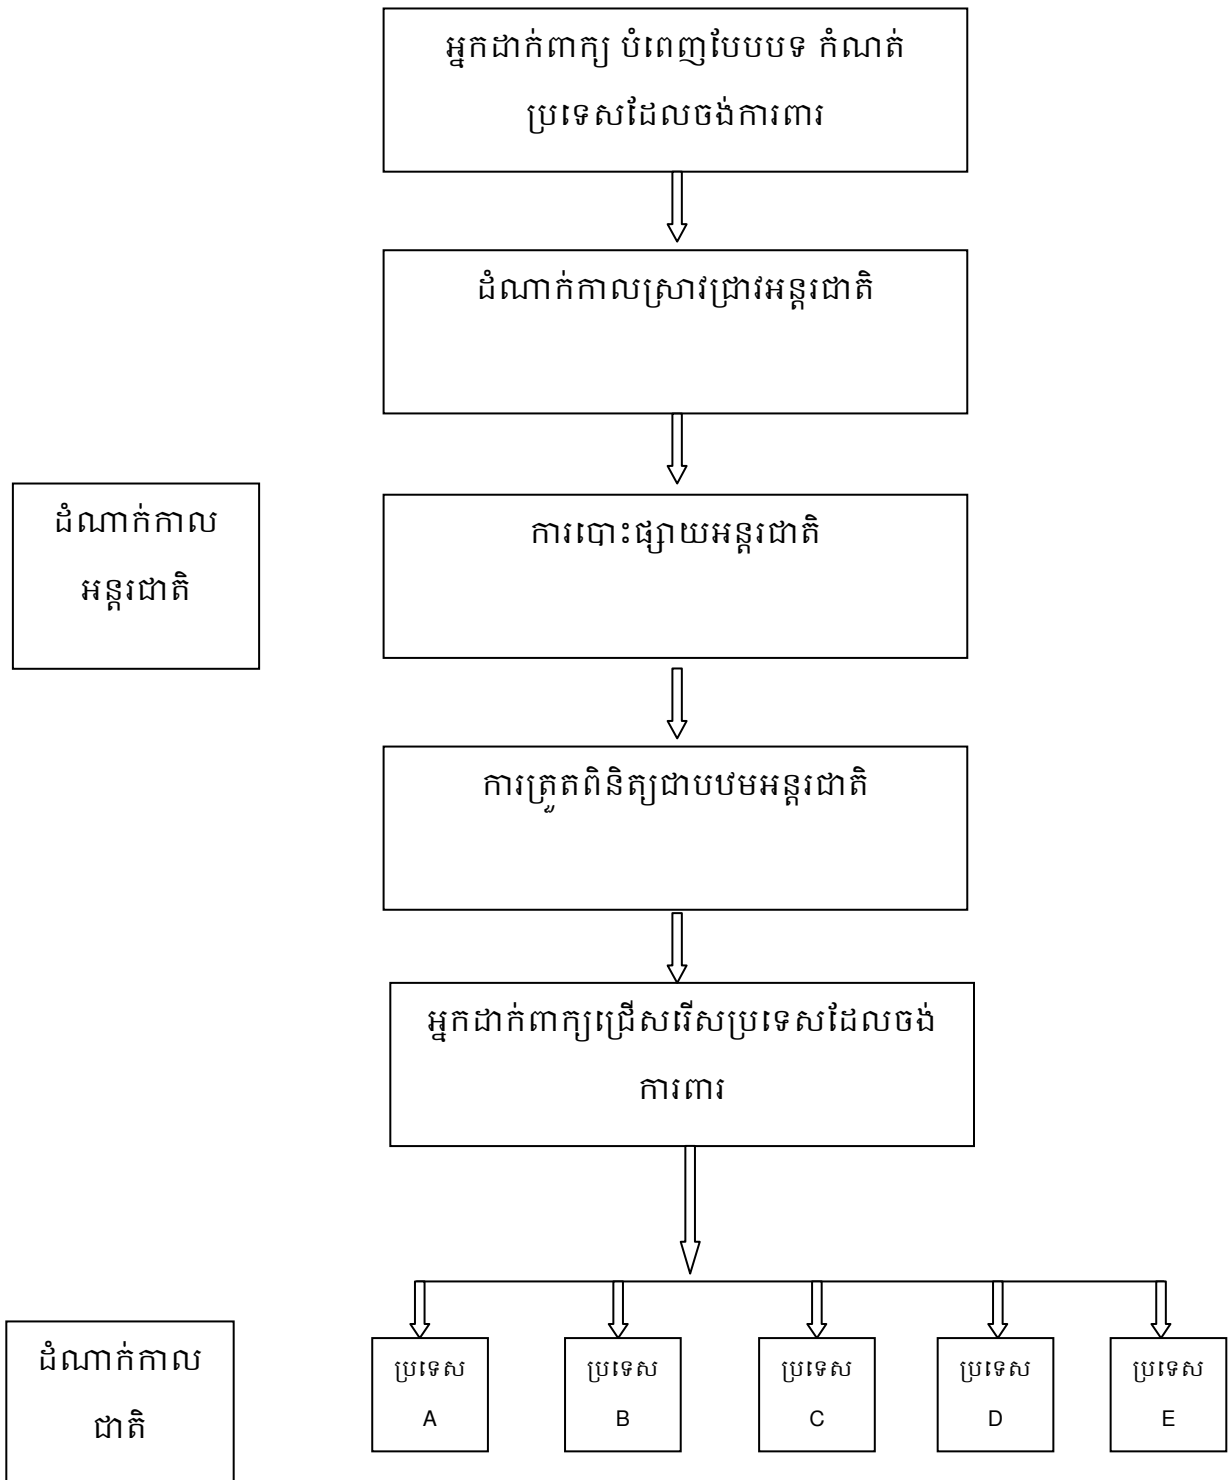 អ្នកដាក់ពាក្យ បំពេញបែបបទ កំណត់
ប្រទេសដែលចង់ការពារ
ដំណាក់កាលស្រាវជ្រាវអន្តរជាតិ
ដំណាក់កាល
អន្តរជាតិ
ការបោះផ្សាយអន្តរជាតិ
ការត្រួតពិនិត្យជាបឋមអន្តរជាតិ
អ្នកដាក់ពាក្យជ្រើសរើសប្រទេសដែលចង់
ការពារ
ដំណាក់កាល
ជាតិ
ប្រទេស
A
ប្រទេស
B
ប្រទេស
C
ប្រទេស
D
ប្រទេស
E